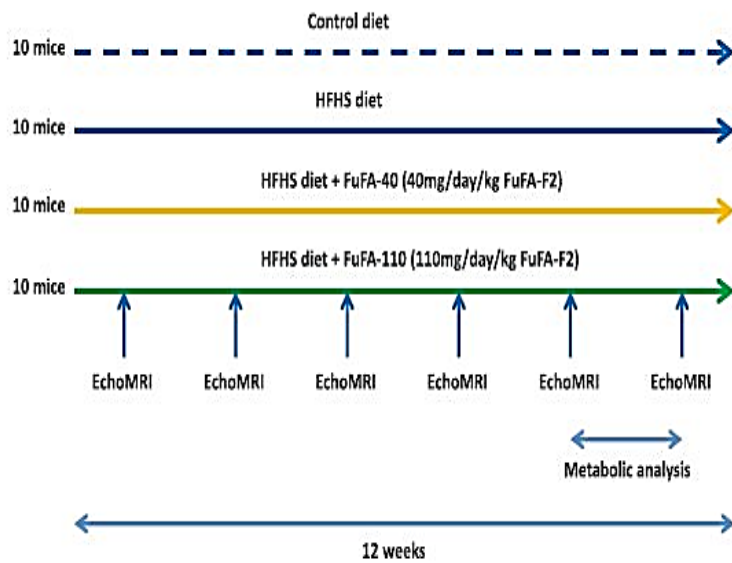 Control diet
10 mice
HFHS diet
10 mice
HFHS diet + FuFA-40 (40mg/day/kg FuFA-F2)
10 mice
HFHS diet + FuFA-110 (110mg/day/kg FuFA-F2)
10 mice
EchoMRI EchoMRI EchoMRI EchoMRI EchoMRI EchoMRI
Metabolic analysis
12 weeks